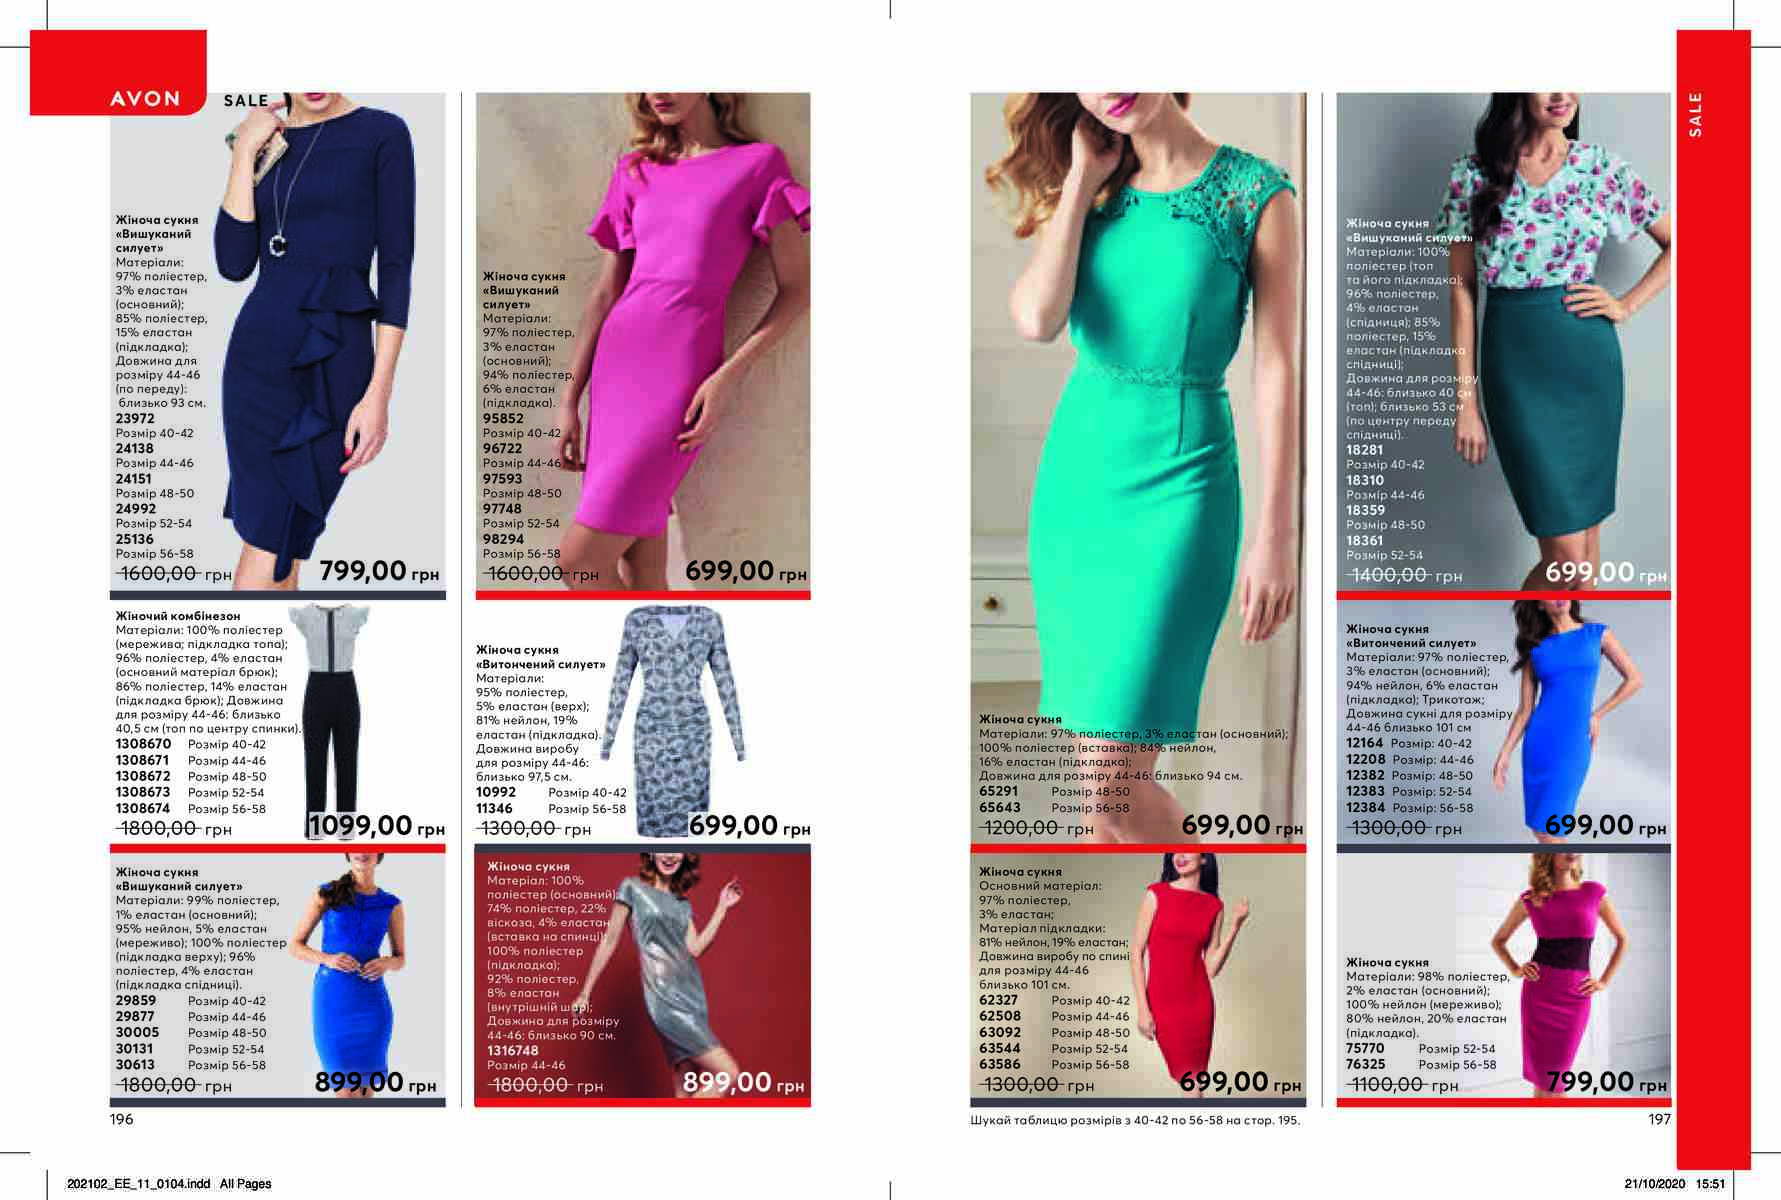 AVON
SALE
Жіноча сукня
«Вишуканий
силует»
Матеріали:
97% поліестер,
3% еластан
(основний);
85% поліестер,
15% еластан
(підкладка);
Довжина для
розміру 44-46
(по переду):
близько 93 см.
23972
Розмір 40-42
24138
Розмір 44-46
24151
Розмір 48-50
24992
Розмір 52-54
25136
Розмір 56-58
1600,00 грн 799,00 грн
Жіноча сукня
«Вишуканий
силует»
Матеріали:
97% поліестер,
3% еластан
(основний);
94% поліестер,
6% еластан
(підкладка).
95852
Розмір 40-42
96722
Розмір 44-46
97593
Розмір 48-50
97748
Розмір 52-54
98294
Розмір 56-58
1600,00 грн 699,00 грн
Жіночий комбінезон
Матеріали: 100% поліестер
(мережива; підкладка топа);
96% поліестер, 4% еластан
(основний матеріал брюк);
86% поліестер, 14% еластан
(підкладка брюк); Довжина
для розміру 44-46: близько
40,5 см (топ по центру спинки).
1308670 Розмір 40-42
1308671 Розмір 44-46
1308672 Розмір 48-50
1308673 Розмір 52-54
1308674 Розмір 56-58
1800,00 грн 1099,00 грн
Жіноча сукня
«Витончений силует»
Матеріали:
95% поліестер,
5% еластан (верх);
81% нейлон, 19%
еластан (підкладка).
Довжина виробу
для розміру 44-46:
близько 97,5 см.
10992 Розмір 40-42
11346 Розмір 56-58
1300,00 грн 699,00 грн
Жіноча сукня
«Вишуканий силует»
Матеріали: 99% поліестер,
1% еластан (основний);
95% нейлон, 5% еластан
(мереживо); 100% поліестер
(підкладка верху); 96%
поліестер, 4% еластан
(підкладка спідниці).
29859 Розмір 40-42
29877 Розмір 44-46
30005 Розмір 48-50
30131 Розмір 52-54
30613 Розмір 56-58
1800,00 грн 899,00 грн
Жіноча сукня
Матеріал: 100%
поліестер (основний);
74% поліестер, 22%
віскоза, 4% еластан
(вставка на спинці);
100% поліестер
(підкладка);
92% поліестер,
8% еластан
(внутрішній шар);
Довжина для розміру
44-46: близько 90 см.
1316748
Розмір 44-46
1800,00 грн 899,00 грн
196
Жіноча сукня
Матеріали: 97% поліестер, 3% еластан (основний);
100% поліестер (вставка); 84% нейлон,
16% еластан (підкладка);
Довжина для розміру 44-46: близько 94 см.
65291 Розмір 48-50
65643 Розмір 56-58
1200,00 грн 699,00 грн
SALE
Жіноча сукня
«Вишуканий силует»
Матеріали: 100%
поліестер (топ
та його підкладка);
96% поліестер,
4% еластан
(спідниця); 85%
поліестер, 15%
еластан (підкладка
спідниці);
Довжина для розміру
44-46: близько 40 см
(топ); близько 53 см
(по центру переду
спідниці).
18281
Розмір 40-42
18310
Розмір 44-46
18359
Розмір 48-50
18361
Розмір 52-54
1400,00 грн 699,00 грн
Жіноча сукня
«Витончений силует»
Матеріали: 97% поліестер,
3% еластан (основний);
94% нейлон, 6% еластан
(підкладка); Трикотаж;
Довжина сукні для розміру
44-46 близько 101 см
12164 Розмір: 40-42
12208 Розмір: 44-46
12382 Розмір: 48-50
12383 Розмір: 52-54
12384 Розмір: 56-58
1300,00 грн 699,00 грн
Жіноча сукня
Основний матеріал:
97% поліестер,
3% еластан;
Матеріал підкладки:
81% нейлон, 19% еластан;
Довжина виробу по спині
для розміру 44-46
близько 101 см.
62327 Розмір 40-42
62508 Розмір 44-46
63092 Розмір 48-50
63544 Розмір 52-54
63586 Розмір 56-58
1300,00 грн 699,00 грн
Жіноча сукня
Матеріали: 98% поліестер,
2% еластан (основний);
100% нейлон (мереживо);
80% нейлон, 20% еластан
(підкладка).
75770 Розмір 52-54
76325 Розмір 56-58
1100,00 грн 799,00 грн
Шукай таблицю розмірів з 40-42 по 56-58 на стор. 195.
197
202102_EE_11_0104.indd All Pages
21/10/2020 15:51